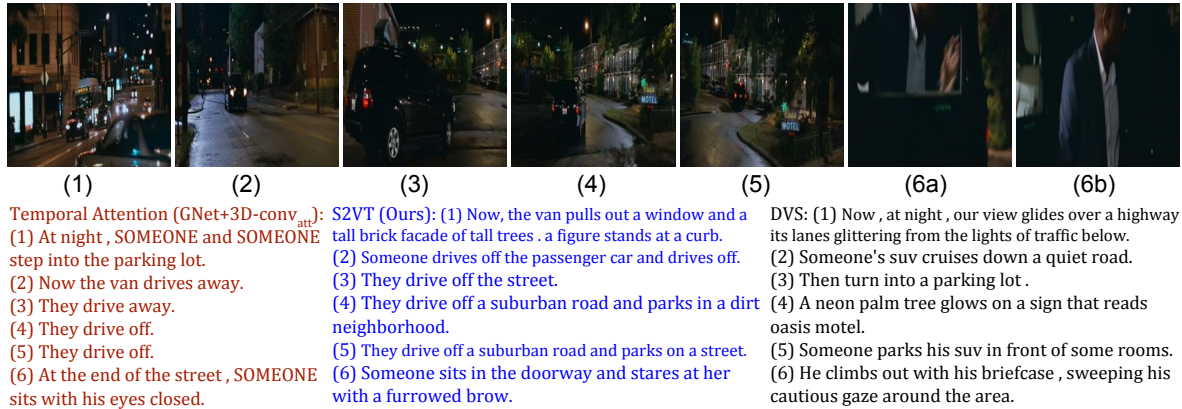 MOTEL
MOTEL
(1)
(2)
(3)
(4)
(5)
(6a)
(6b)
Temporal Attention (GNet+3D-conv_att):
(1) At night , SOMEONE and SOMEONE
step into the parking lot.
(2) Now the van drives away.
(3) They drive away.
(4) They drive off.
(5) They drive off.
(6) At the end of the street , SOMEONE
sits with his eyes closed.
S2VT (Ours): (1) Now, the van pulls out a window and a
tall brick facade of tall trees . a figure stands at a curb.
(2) Someone drives off the passenger car and drives off.
(3) They drive off the street.
(4) They drive off a suburban road and parks in a dirt
neighborhood.
(5) They drive off a suburban road and parks on a street.
(6) Someone sits in the doorway and stares at her
with a furrowed brow.
DVS: (1) Now , at night , our view glides over a highway
its lanes glittering from the lights of traffic below.
(2) Someone's suv cruises down a quiet road.
(3) Then turn into a parking lot .
(4) A neon palm tree glows on a sign that reads
oasis motel.
(5) Someone parks his suv in front of some rooms.
(6) He climbs out with his briefcase , sweeping his
cautious gaze around the area.